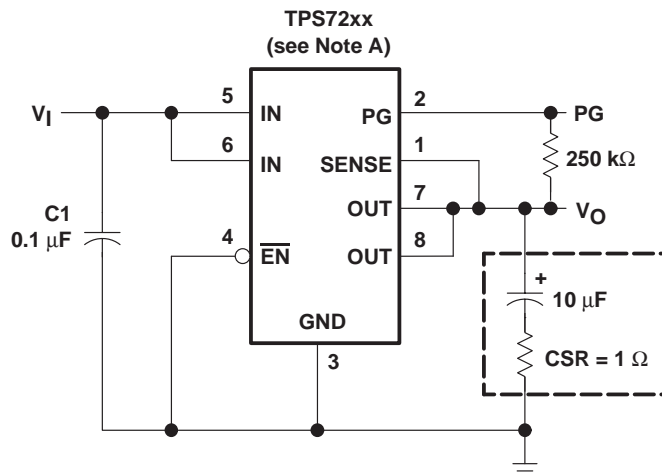 TPS72xx
(see Note A)
VI
5
IN
2
PG
PG
6
IN
1
SENSE
250 kΩ
7
OUT
VO
C1
0.1 μF
4
EN
8
OUT
+
10 μF
GND
3
CSR = 1 Ω